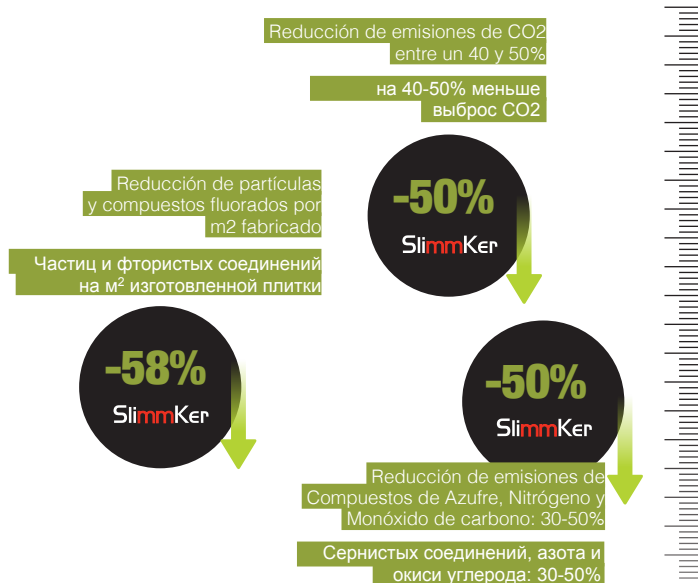 Reducción de emisiones de CO2
entre un 40 y 50%
на 40-50% меньше
выброс CO2
-50%
SlimmKer
Reducción de partículas
y compuestos fluorados por
m2 fabricado
Частиц и фтористых соединений
на м² изготовленной плитки
-58%
SlimmKer
-50%
SlimmKer
Reducción de emisiones de
Compuestos de Azufre, Nitrógeno y
Monóxido de carbono: 30-50%
Сернистых соединений, азота и
окиси углерода: 30-50%